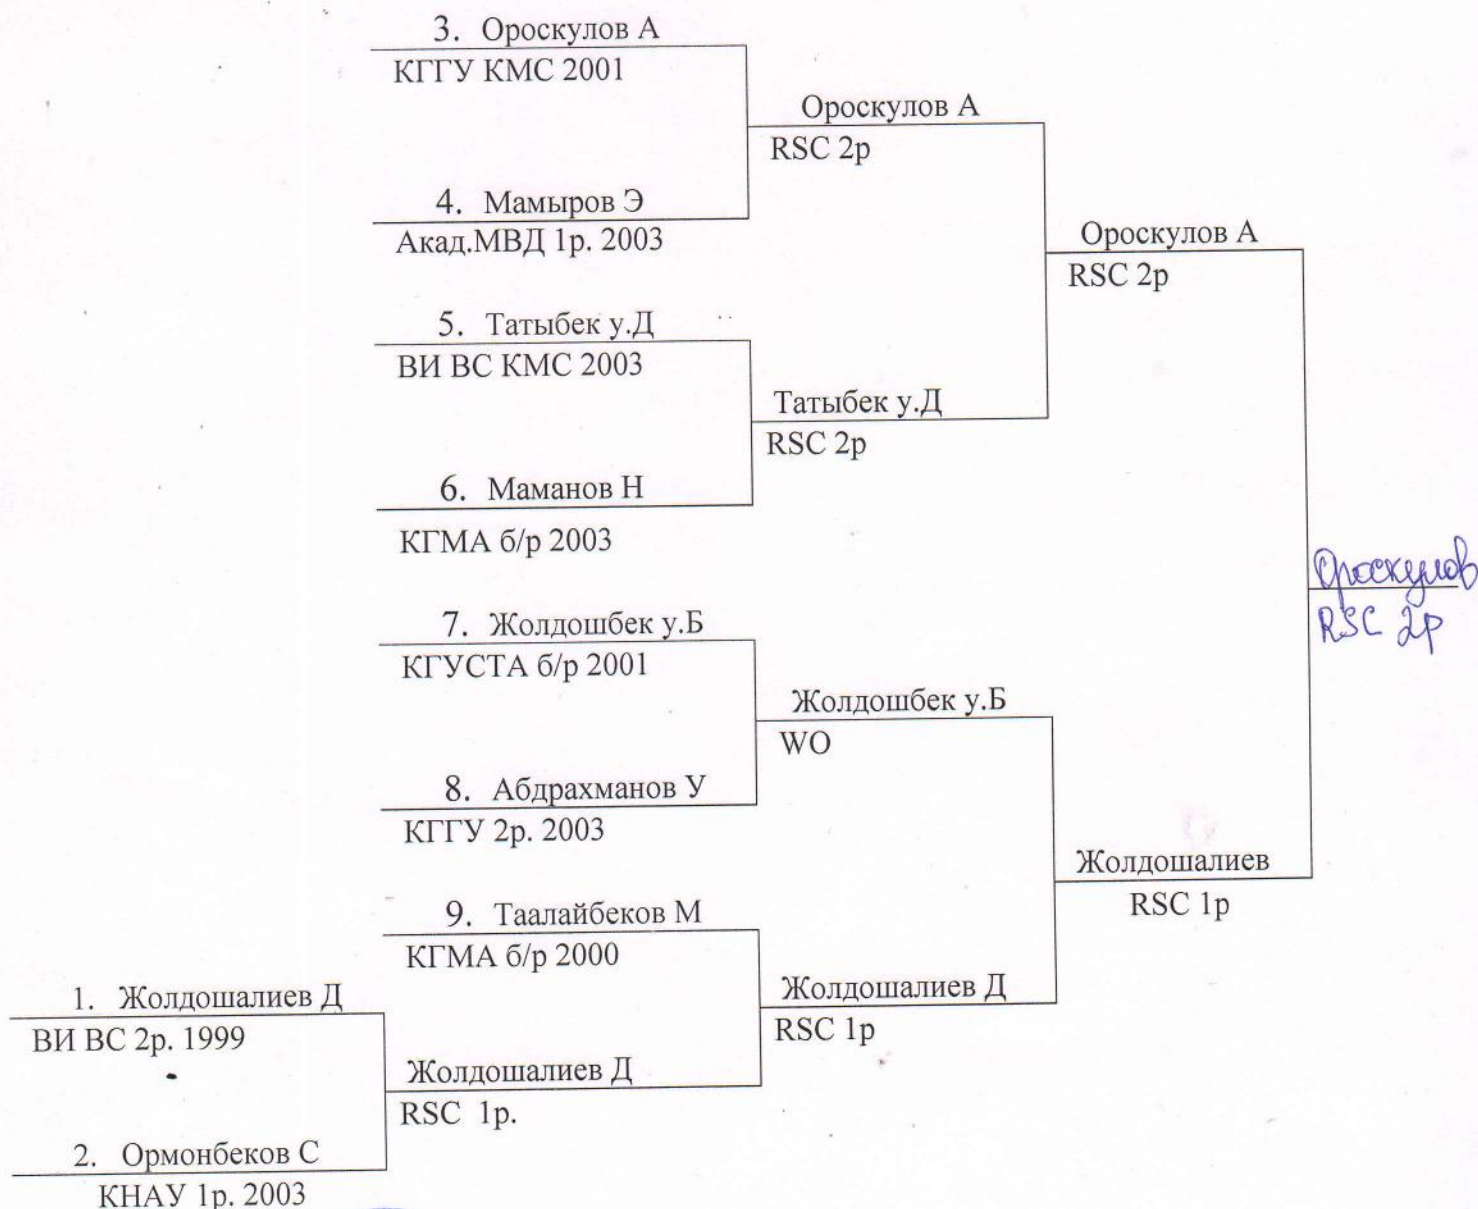 3. Ороскулов А
КГГУ КМС 2001
Ороскулов А
RSC 2р
4. Мамыров Э
Акад.МВД 1р. 2003
Ороскулов А
RSC 2р
5. Татыбек у.Д
ВИ ВС КМС 2003
Татыбек у.Д
RSC 2р
6. Маманов Н
КГМА б/р 2003
Ороскулов
RSC 2р
7. Жолдошбек у.Б
КГУСТА б/р 2001
Жолдошбек у.Б
WO
8. Абдрахманов У
КГГУ 2р. 2003
Жолдошалиев
RSC 1р
9. Таалайбеков М
КГМА б/р 2000
Жолдошалиев Д
RSC 1р
1. Жолдошалиев Д
ВИ ВС 2р. 1999
Жолдошалиев Д
RSC 1р.
2. Ормонбеков С
КНАУ 1р. 2003